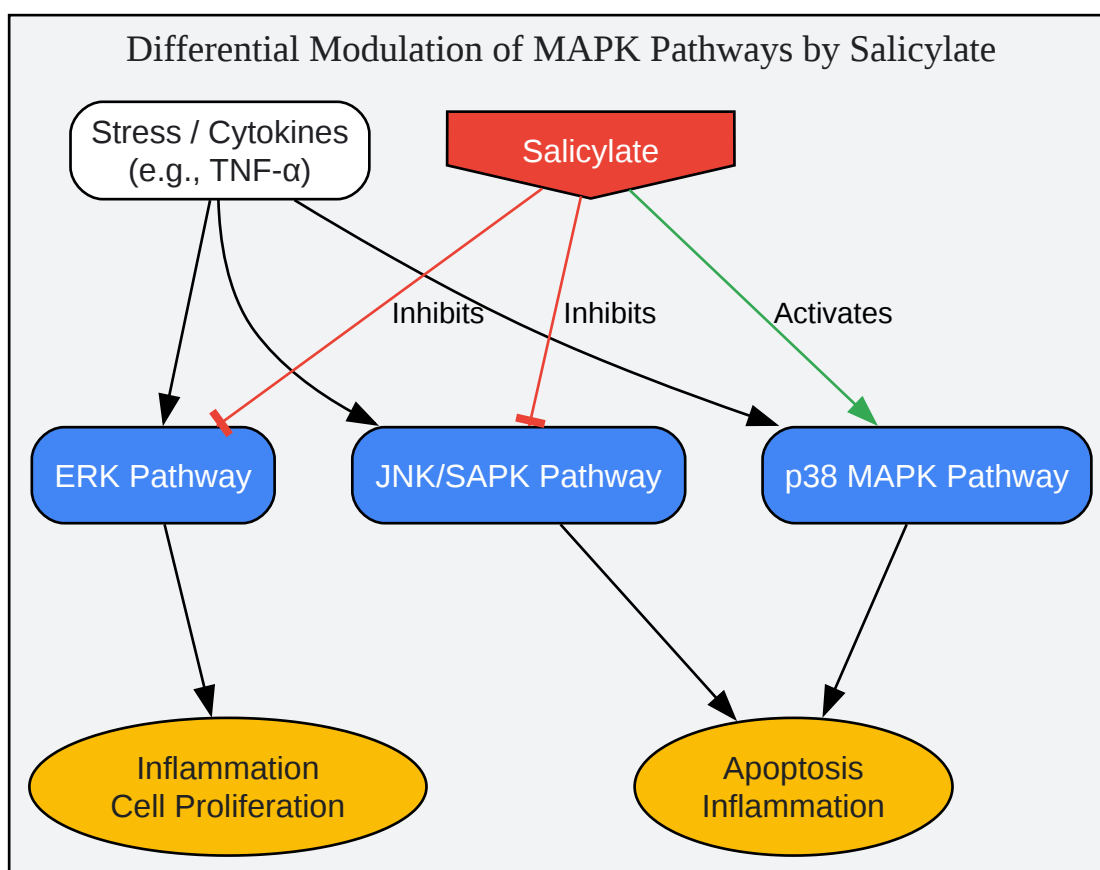 Differential Modulation of MAPK Pathways by Salicylate
Stress / Cytokines
(e.g., TNF-α)
Salicylate
Inhibits
Inhibits
Activates
ERK Pathway
JNK/SAPK Pathway
p38 MAPK Pathway
Inflammation
Cell Proliferation
Apoptosis
Inflammation